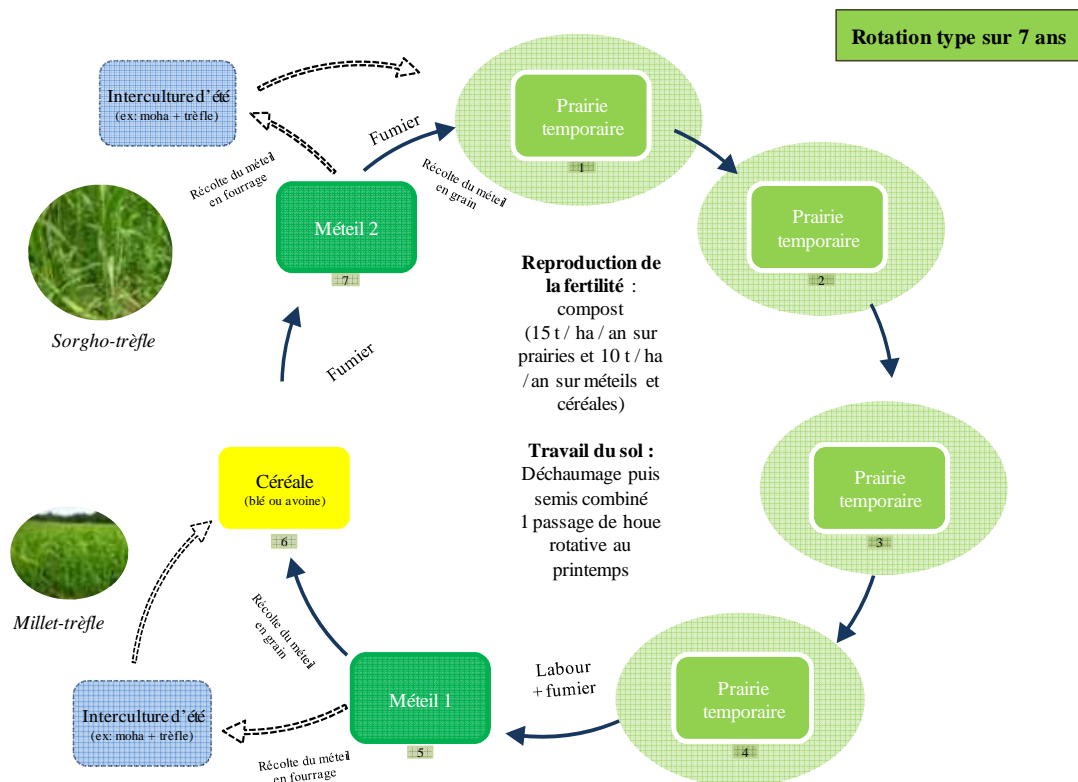 Rotation type sur 7 ans
Interculture d'été
(ex: moha + trèfle)
Fumier
Prairie
temporaire
1
Récolte du méteil
en fourrage
Récolte du méteil
en grain
Méteil 2
7
Prairie
temporaire
2
Sorgho-trèfle
Fumier
Reproduction de
la fertilité :
compost
(15 t / ha / an sur
prairies et 10 t / ha
/ an sur méteils et
céréales)
Travail du sol :
Déchaumage puis
semis combiné
1 passage de houe
rotative au
printemps
Prairie
temporaire
3
Céréale
(blé ou avoine)
6
Millet-trèfle
Récolte du méteil
en grain
Interculture d'été
(ex: moha + trèfle)
Méteil 1
5
Récolte du méteil
en fourrage
Labour
+ fumier
Prairie
temporaire
4